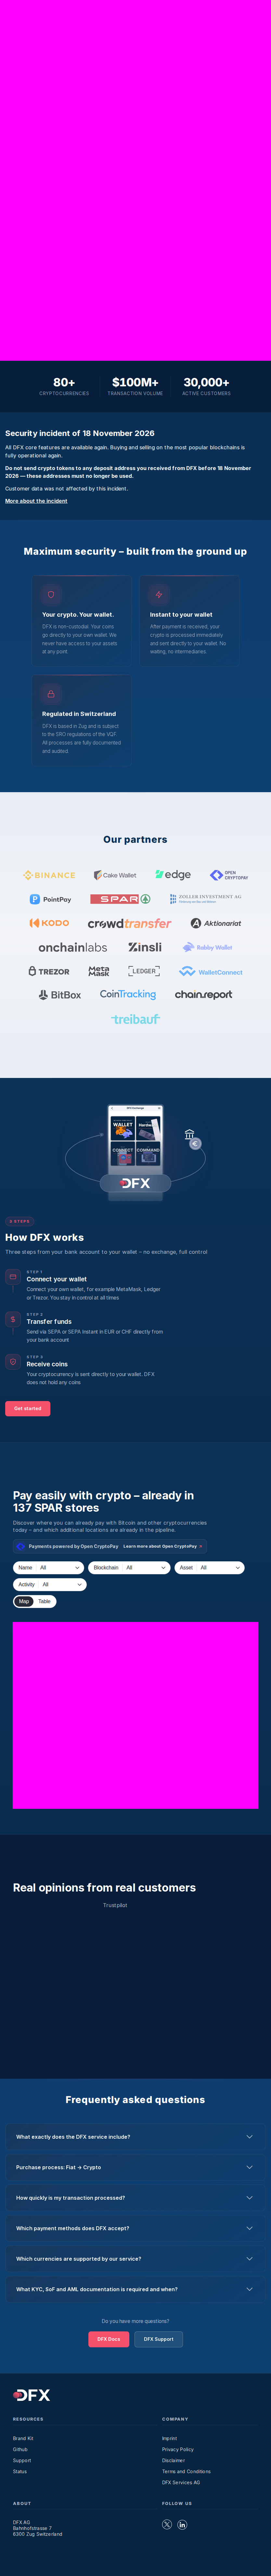 80+
CRYPTOCURRENCIES
$100M+
TRANSACTION VOLUME
30,000+
ACTIVE CUSTOMERS
Security incident of 18 November 2026
All DFX core features are available again. Buying and selling on the most popular blockchains is
fully operational again.
Do not send crypto tokens to any deposit address you received from DFX before 18 November
2026 — these addresses must no longer be used.
Customer data was not affected by this incident.
More about the incident
Maximum security – built from the ground up
Your crypto. Your wallet.
DFX is non-custodial. Your coins
go directly to your own wallet. We
never have access to your assets
at any point.
Instant to your wallet
After payment is received, your
crypto is processed immediately
and sent directly to your wallet. No
waiting, no intermediaries.
Regulated in Switzerland
DFX is based in Zug and is subject
to the SRO regulations of the VQF.
All processes are fully documented
and audited.
Our partners
BINANCE
Cake Wallet
edge
OPEN
CRYPTOPAY
PointPay
SPAR
ZOLLER INVESTMENT AG
KODO
crowdtransfer
Aktionariat
onchainlabs
Zinsli
Bobby Wallet
TREZOR
Meta
Mask
LEDGER
WalletConnect
BitBox
CoinTracking
chain.report
treibauf
WALLET
CONNECT
COMMAND
DFX
3 STEPS
How DFX works
Three steps from your bank account to your wallet – no exchange, full control
STEP 1
Connect your wallet
Connect your own wallet, for example MetaMask, Ledger
or Trezor. You stay in control at all times
STEP 2
Transfer funds
Send via SEPA or SEPA Instant in EUR or CHF directly from
your bank account
STEP 3
Receive coins
Your cryptocurrency is sent directly to your wallet. DFX
does not hold any coins
Get started
Pay easily with crypto – already in
137 SPAR stores
Discover where you can already pay with Bitcoin and other cryptocurrencies
today – and which additional locations are already in the pipeline.
Payments powered by Open CryptoPay
Learn more about Open CryptoPay
Name All
Blockchain All
Asset All
Activity All
Map
Table
Real opinions from real customers
Trustpilot
Frequently asked questions
What exactly does the DFX service include?
Purchase process: Fiat → Crypto
How quickly is my transaction processed?
Which payment methods does DFX accept?
Which currencies are supported by our service?
What KYC, SoF and AML documentation is required and when?
Do you have more questions?
DFX Docs
DFX Support
DFX
RESOURCES
Brand Kit
Github
Support
Status
COMPANY
Imprint
Privacy Policy
Disclaimer
Terms and Conditions
DFX Services AG
ABOUT
DFX AG
Bahnhofstrasse 7
6300 Zug Switzerland
FOLLOW US